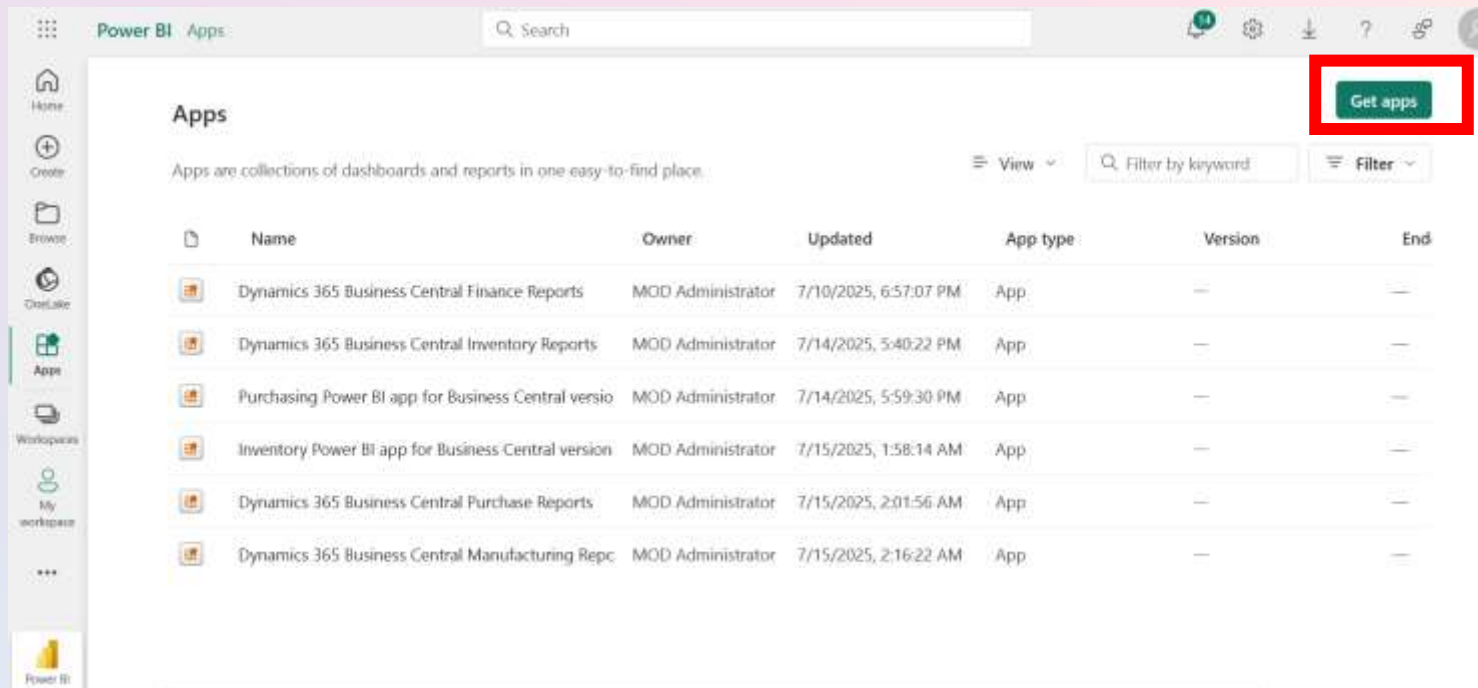 Power BI Apps
Search
14
?
Home
Create
Browse
OneLake
Apps
Workspaces
My
workspace
Power BI
Apps
Get apps
Apps are collections of dashboards and reports in one easy-to-find place.
View
Filter by keyword
Filter
Name Owner Updated App type Version End
Dynamics 365 Business Central Finance Reports MOD Administrator 7/10/2025, 6:57:07 PM App — —
Dynamics 365 Business Central Inventory Reports MOD Administrator 7/14/2025, 5:40:22 PM App — —
Purchasing Power BI app for Business Central versio MOD Administrator 7/14/2025, 5:59:30 PM App — —
Inventory Power BI app for Business Central version MOD Administrator 7/15/2025, 1:58:14 AM App — —
Dynamics 365 Business Central Purchase Reports MOD Administrator 7/15/2025, 2:01:56 AM App — —
Dynamics 365 Business Central Manufacturing Repc MOD Administrator 7/15/2025, 2:16:22 AM App — —